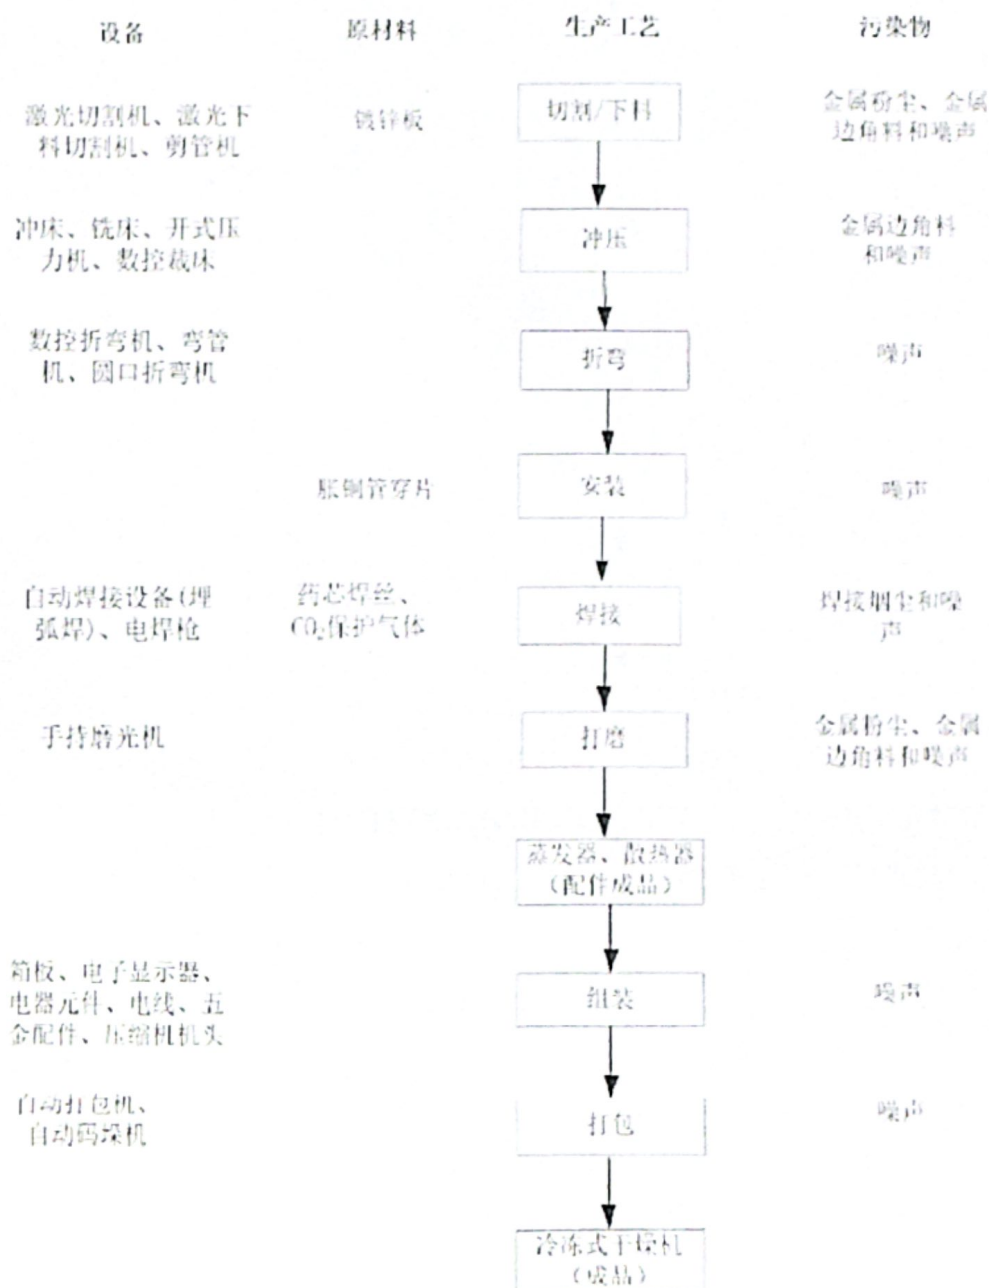 设备 原材料 生产工艺 污染物
激光切割机、激光下
料切割机、剪管机
镀锌板
切割/下料
金属粉尘、金属
边角料和噪声
冲床、铣床、开式压
力机、数控裁床
冲压
金属边角料
和噪声
数控折弯机、弯管
机、圆口折弯机
折弯
噪声
胀铜管穿片
安装
噪声
自动焊接设备(埋
弧焊)、电焊枪
药芯焊丝、
CO₂保护气体
焊接
焊接烟尘和噪
声
手持磨光机
打磨
金属粉尘、金属
边角料和噪声
蒸发器、散热器
(配件成品)
箱板、电子显示器、
电器元件、电线、五
金配件、压缩机机头
组装
噪声
自动打包机、
自动码垛机
打包
噪声
冷冻式干燥机
(成品)